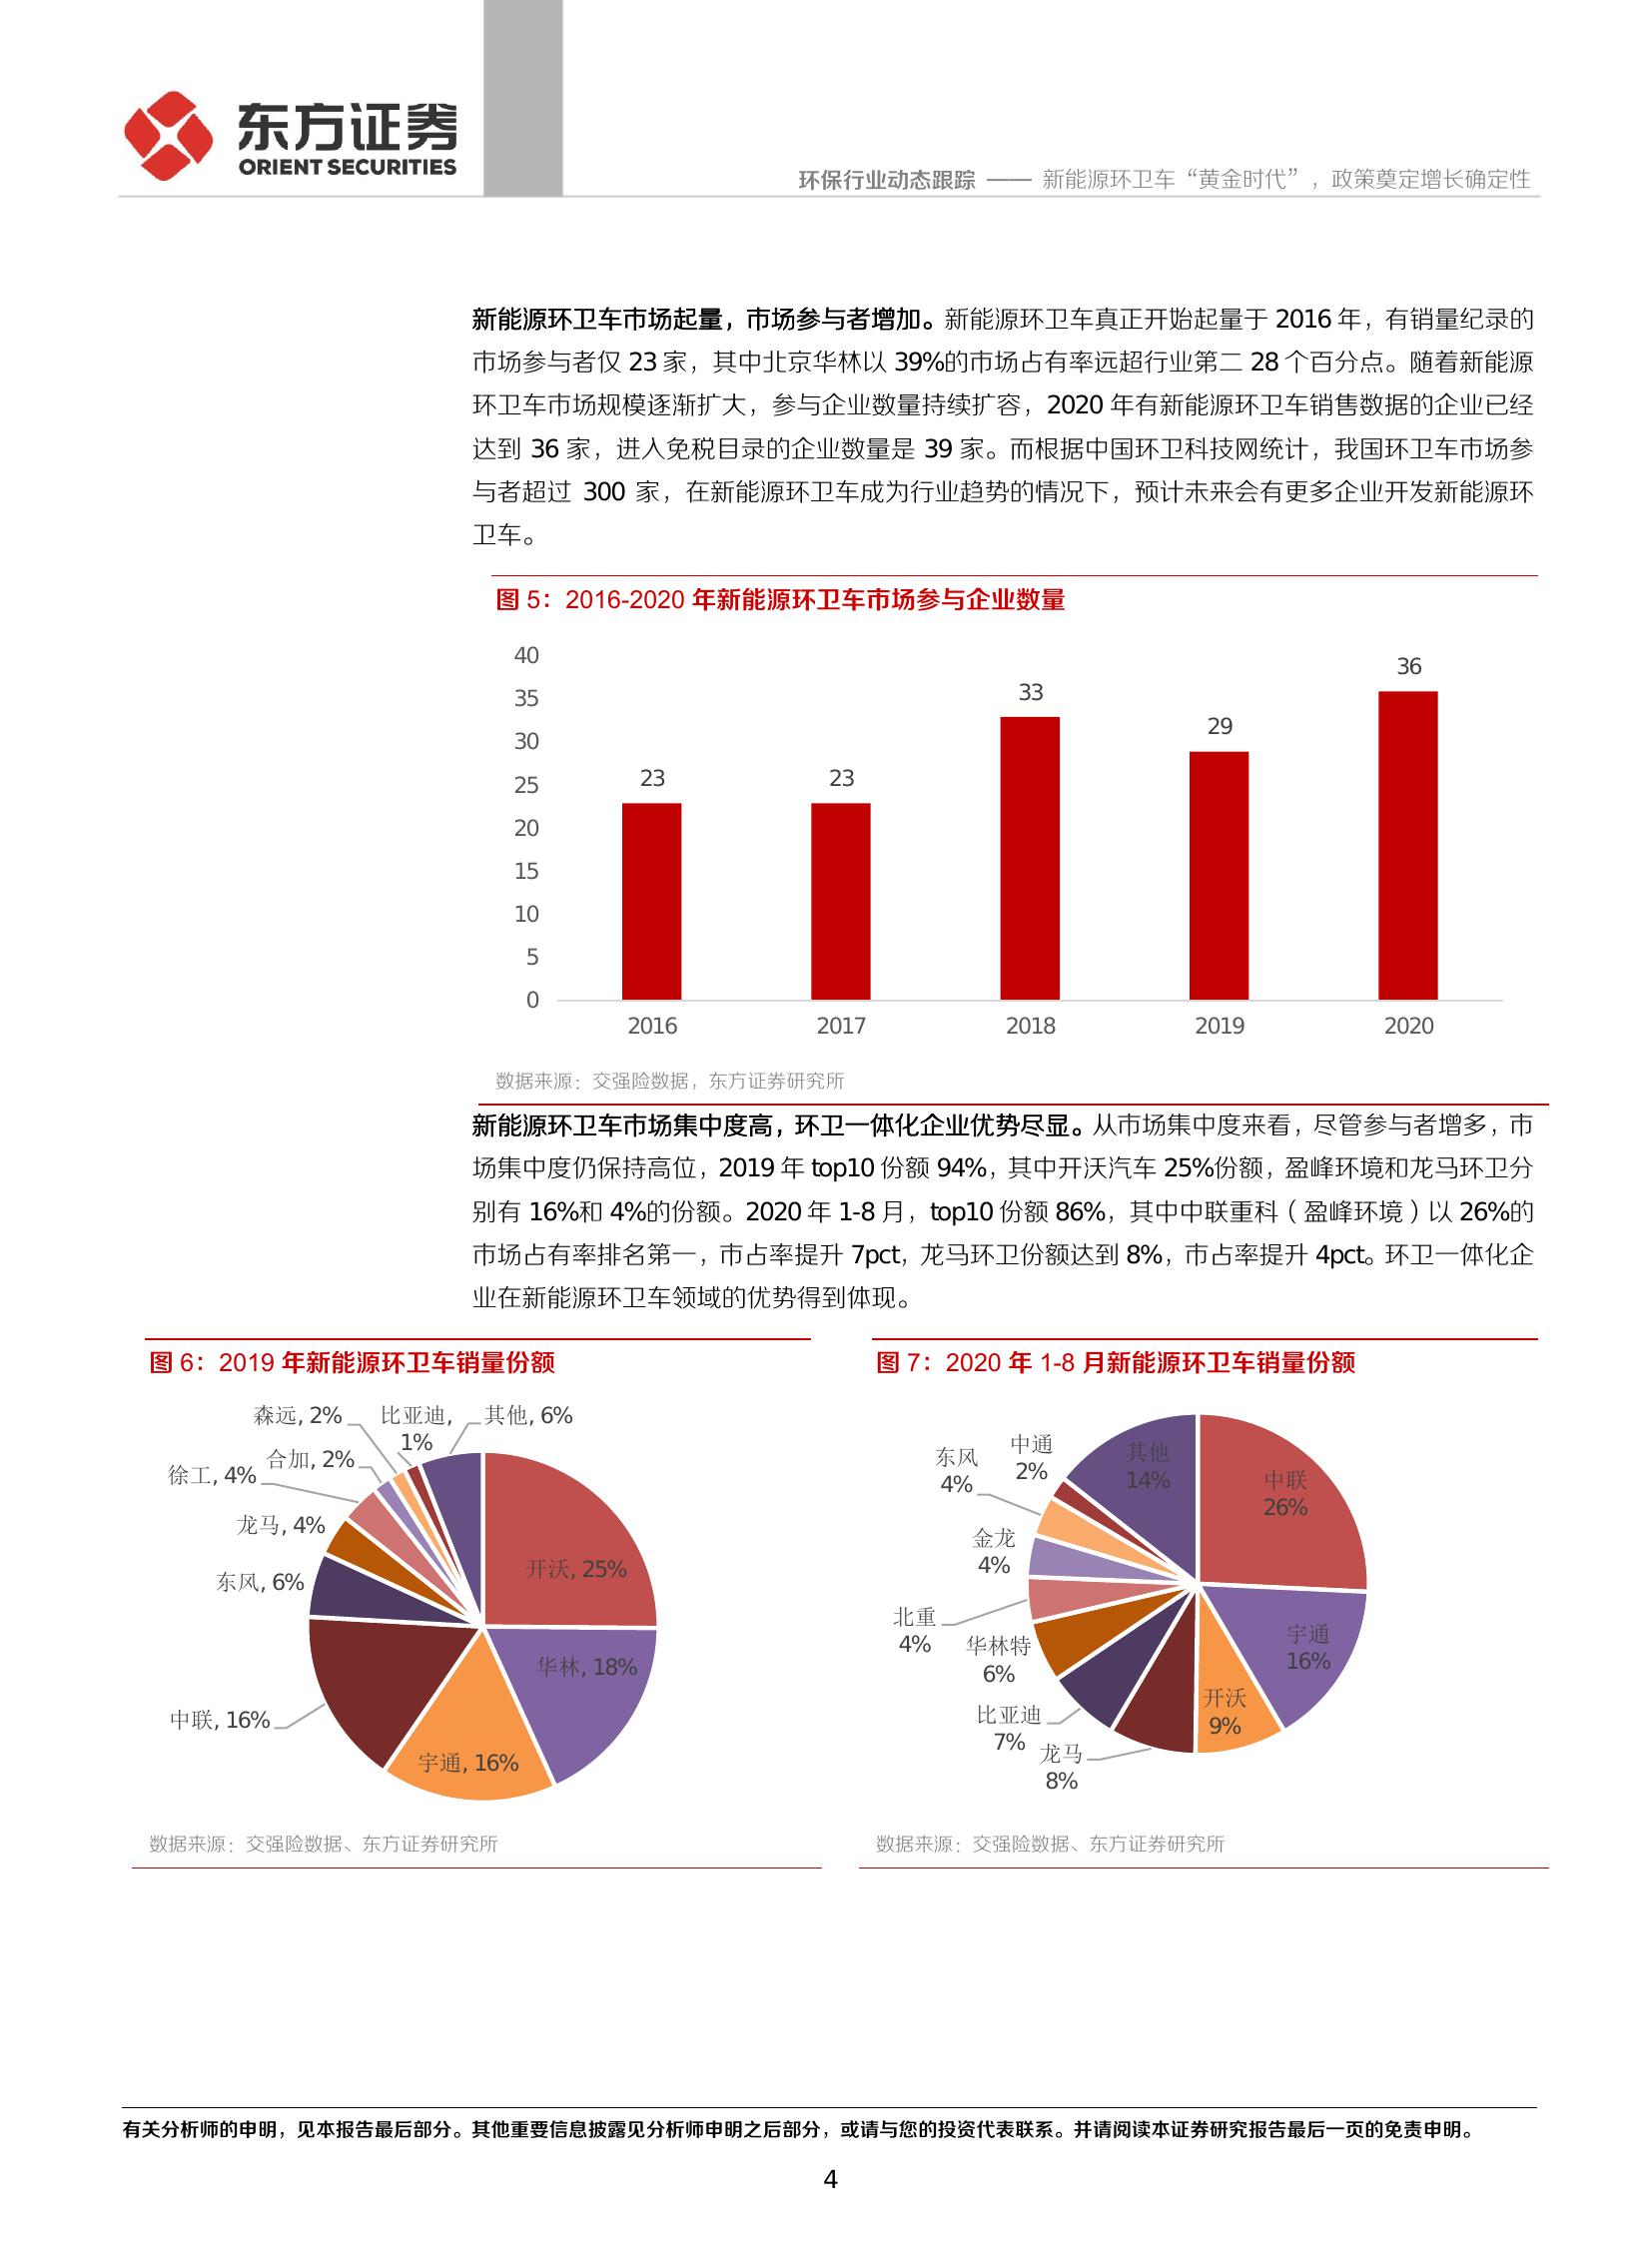 东方证券
ORIENT SECURITIES
环保行业动态跟踪 —— 新能源环卫车“黄金时代”，政策奠定增长确定性
新能源环卫车市场起量，市场参与者增加。新能源环卫车真正开始起量于 2016 年，有销量纪录的
市场参与者仅 23 家，其中北京华林以 39%的市场占有率远超行业第二 28 个百分点。随着新能源
环卫车市场规模逐渐扩大，参与企业数量持续扩容，2020 年有新能源环卫车销售数据的企业已经
达到 36 家，进入免税目录的企业数量是 39 家。而根据中国环卫科技网统计，我国环卫车市场参
与者超过 300 家，在新能源环卫车成为行业趋势的情况下，预计未来会有更多企业开发新能源环
卫车。
图 5：2016-2020 年新能源环卫车市场参与企业数量
40
35
30
25
20
15
10
5
0
23
23
33
29
36
2016
2017
2018
2019
2020
数据来源：交强险数据，东方证券研究所
新能源环卫车市场集中度高，环卫一体化企业优势尽显。从市场集中度来看，尽管参与者增多，市
场集中度仍保持高位，2019 年 top10 份额 94%，其中开沃汽车 25%份额，盈峰环境和龙马环卫分
别有 16%和 4%的份额。2020 年 1-8 月，top10 份额 86%，其中中联重科（盈峰环境）以 26%的
市场占有率排名第一，市占率提升 7pct，龙马环卫份额达到 8%，市占率提升 4pct。环卫一体化企
业在新能源环卫车领域的优势得到体现。
图 6：2019 年新能源环卫车销量份额
开沃, 25%
华林, 18%
宇通, 16%
中联, 16%
东风, 6%
龙马, 4%
徐工, 4%
合加, 2%
森远, 2%
比亚迪,
1%
其他, 6%
数据来源：交强险数据、东方证券研究所
图 7：2020 年 1-8 月新能源环卫车销量份额
中联
26%
宇通
16%
开沃
9%
龙马
8%
比亚迪
7%
华林特
6%
北重
4%
金龙
4%
东风
4%
中通
2%
其他
14%
数据来源：交强险数据、东方证券研究所
有关分析师的申明，见本报告最后部分。其他重要信息披露见分析师申明之后部分，或请与您的投资代表联系。并请阅读本证券研究报告最后一页的免责申明。
4